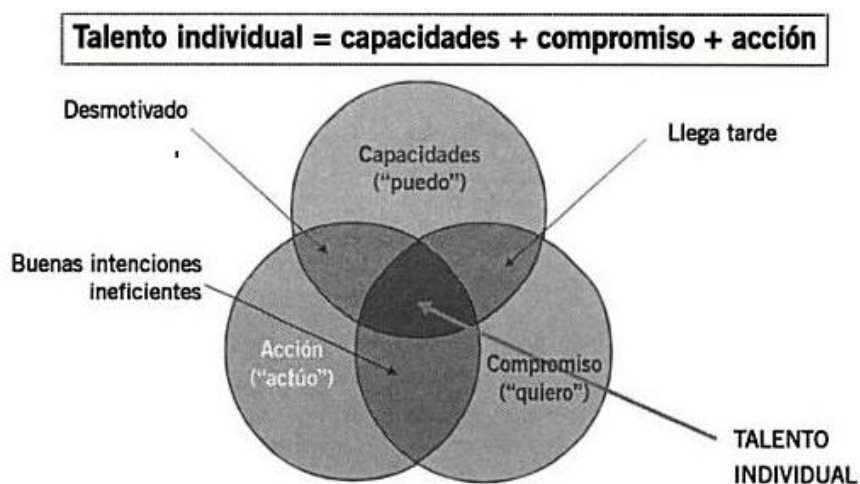 Talento individual = capacidades + compromiso + acción
Desmotivado
Llega tarde
Capacidades
("puedo")
Buenas intenciones
ineficientes
Acción
("actúo")
Compromiso
("quiero")
TALENTO
INDIVIDUAL